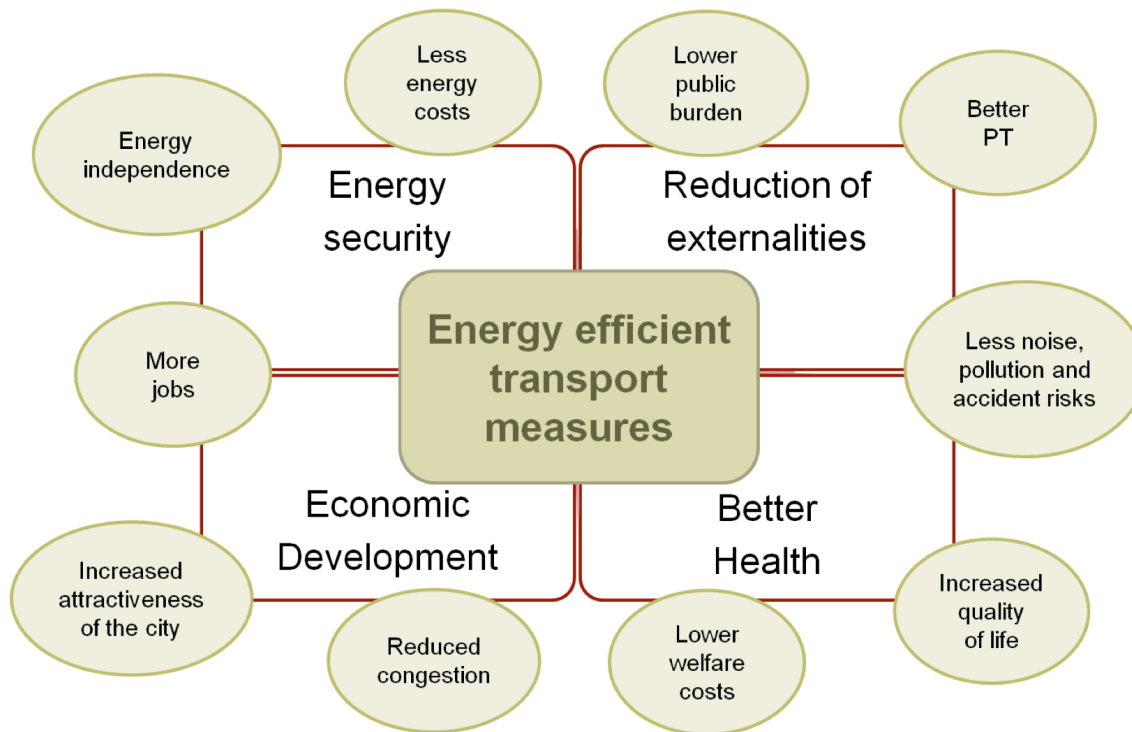 Less
energy
costs
Lower
public
burden
Better
PT
Energy
independence
Energy
security
Reduction of
externalities
Energy efficient
transport
measures
More
jobs
Less noise,
pollution and
accident risks
Economic
Development
Better
Health
Increased
attractiveness
of the city
Reduced
congestion
Lower
welfare
costs
Increased
quality
of life